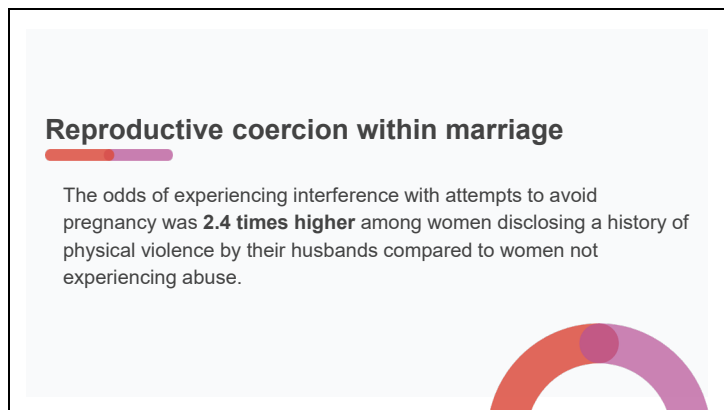 Reproductive coercion within marriage
The odds of experiencing interference with attempts to avoid
pregnancy was 2.4 times higher among women disclosing a history of
physical violence by their husbands compared to women not
experiencing abuse.